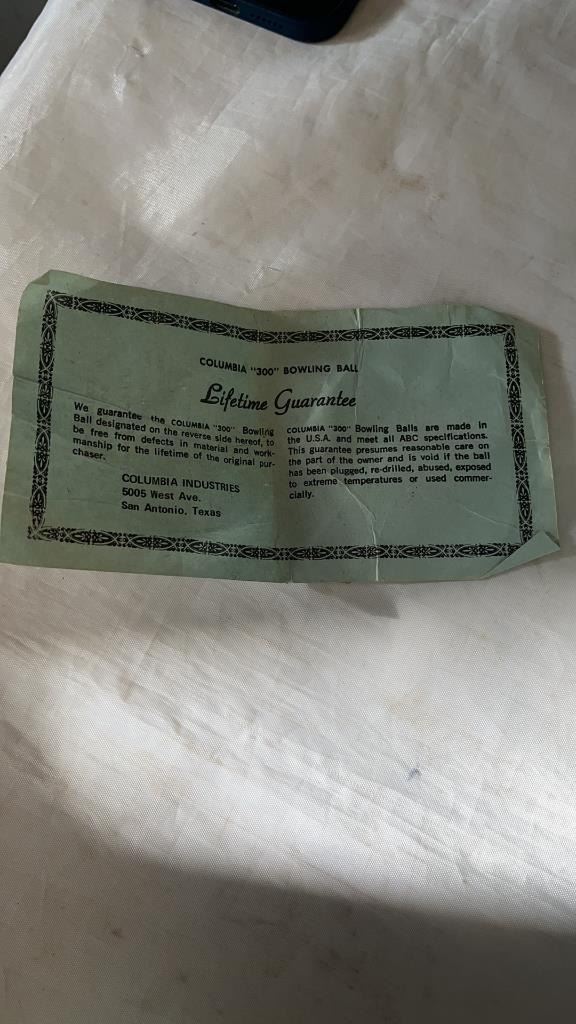 COLUMBIA "300" BOWLING BALL
Lifetime Guarantee
We guarantee the COLUMBIA "300" Bowling
Ball designated on the reverse side hereof, to
be free from defects in material and work-
manship for the lifetime of the original pur-
chaser.
COLUMBIA INDUSTRIES
5005 West Ave.
San Antonio, Texas
COLUMBIA "300" Bowling Balls are made in
the U.S.A. and meet all ABC specifications.
This guarantee presumes reasonable care on
the part of the owner and is void if the ball
has been plugged, re-drilled, abused, exposed
to extreme temperatures or used commer-
cially.